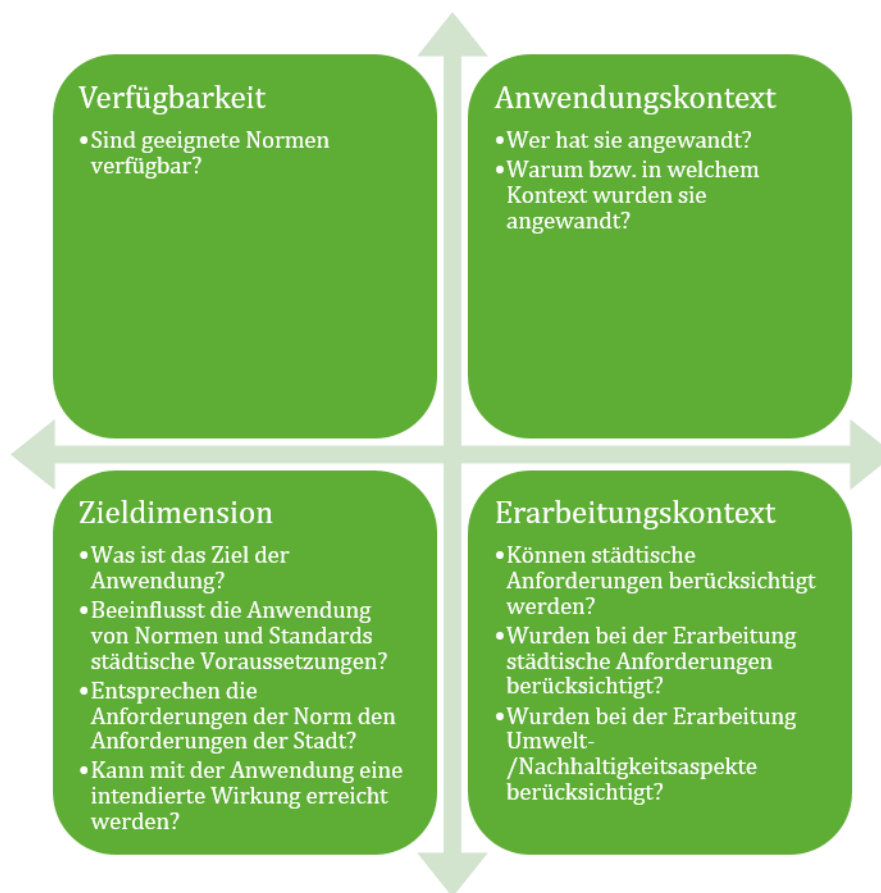 Verfügbarkeit
•Sind geeignete Normen
verfügbar?
Anwendungskontext
•Wer hat sie angewandt?
•Warum bzw. in welchem
Kontext wurden sie
angewandt?
Zieldimension
•Was ist das Ziel der
Anwendung?
•Beeinflusst die Anwendung
von Normen und Standards
städtische Voraussetzungen?
•Entsprechen die
Anforderungen der Norm den
Anforderungen der Stadt?
•Kann mit der Anwendung eine
intendierte Wirkung erreicht
werden?
Erarbeitungskontext
•Können städtische
Anforderungen berücksichtigt
werden?
•Wurden bei der Erarbeitung
städtische Anforderungen
berücksichtigt?
•Wurden bei der Erarbeitung
Umwelt-
/Nachhaltigkeitsaspekte
berücksichtigt?